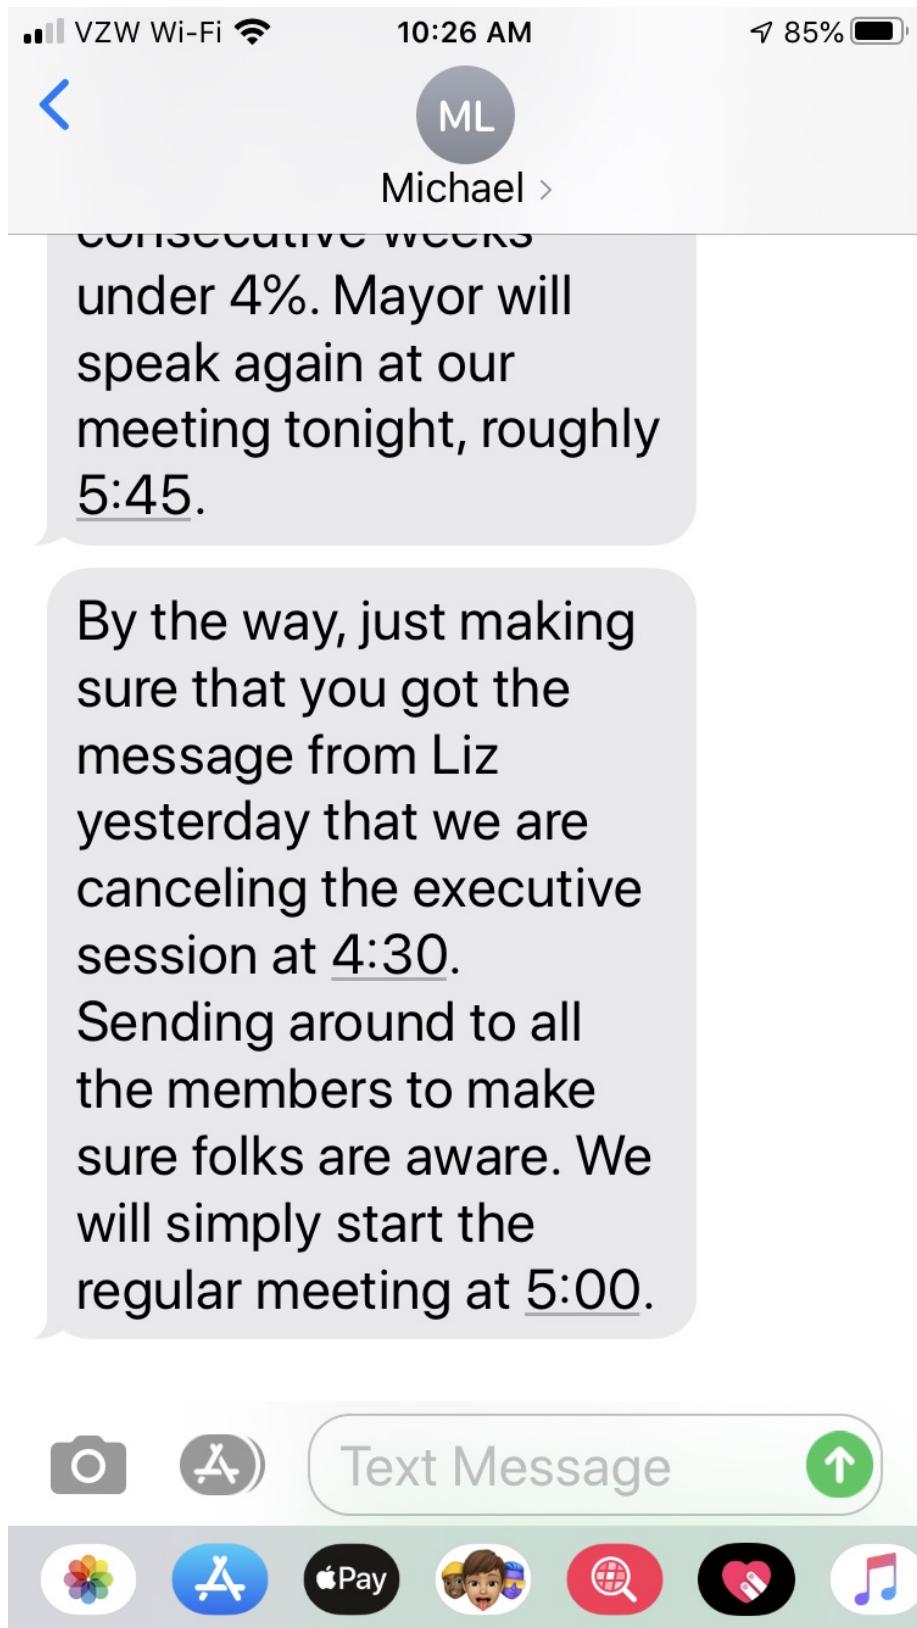 VZW Wi-Fi 10:26 AM 85%
ML
Michael
consecutive weeks
under 4%. Mayor will
speak again at our
meeting tonight, roughly
5:45.
By the way, just making
sure that you got the
message from Liz
yesterday that we are
canceling the executive
session at 4:30.
Sending around to all
the members to make
sure folks are aware. We
will simply start the
regular meeting at 5:00.
Text Message
Pay